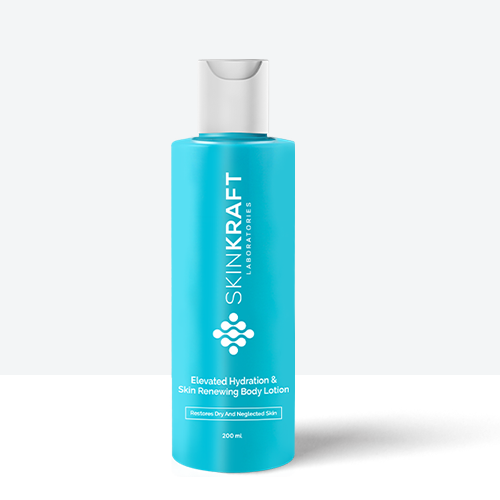 SKINKRAFT
LABORATORIES
Elevated Hydration &
Skin Renewing Body Lotion
Restores Dry And Neglected Skin
200 ml